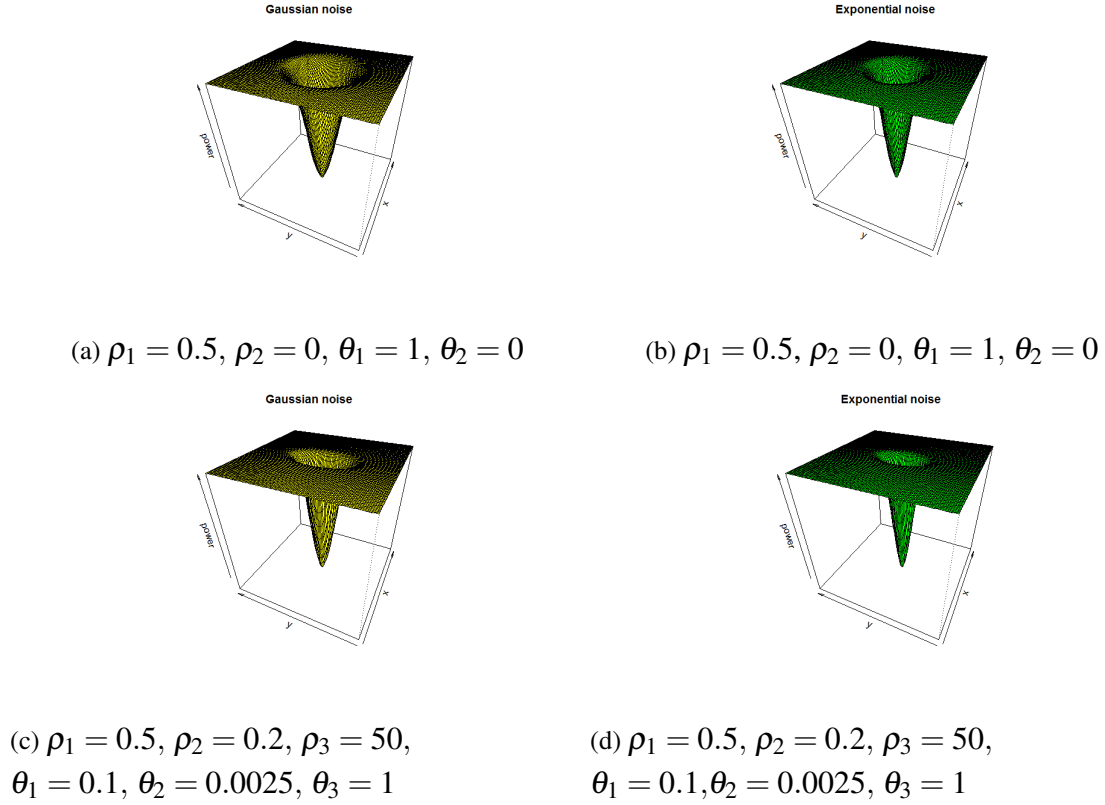 Gaussian noise
Exponential noise
power
y
x
power
y
x
(a) ρ₁ = 0.5, ρ₂ = 0, θ₁ = 1, θ₂ = 0
(b) ρ₁ = 0.5, ρ₂ = 0, θ₁ = 1, θ₂ = 0
Gaussian noise
Exponential noise
power
y
x
power
y
x
(c) ρ₁ = 0.5, ρ₂ = 0.2, ρ₃ = 50,
θ₁ = 0.1, θ₂ = 0.0025, θ₃ = 1
(d) ρ₁ = 0.5, ρ₂ = 0.2, ρ₃ = 50,
θ₁ = 0.1,θ₂ = 0.0025, θ₃ = 1